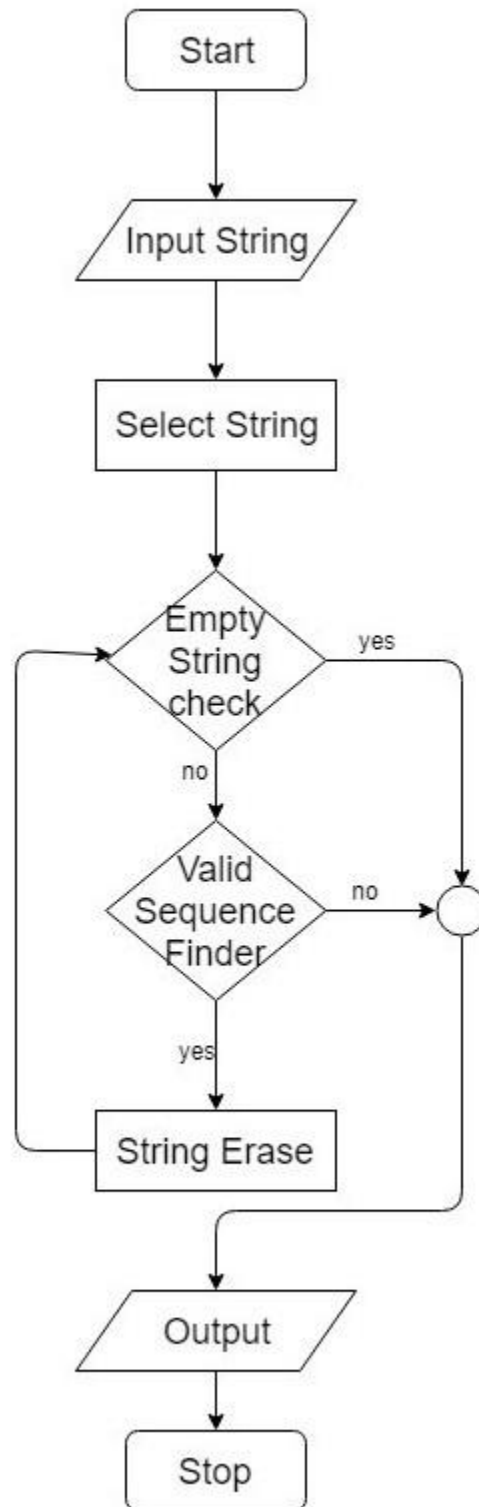 Start
Input String
Select String
Empty
String
check
yes
no
Valid
Sequence
Finder
no
yes
String Erase
Output
Stop